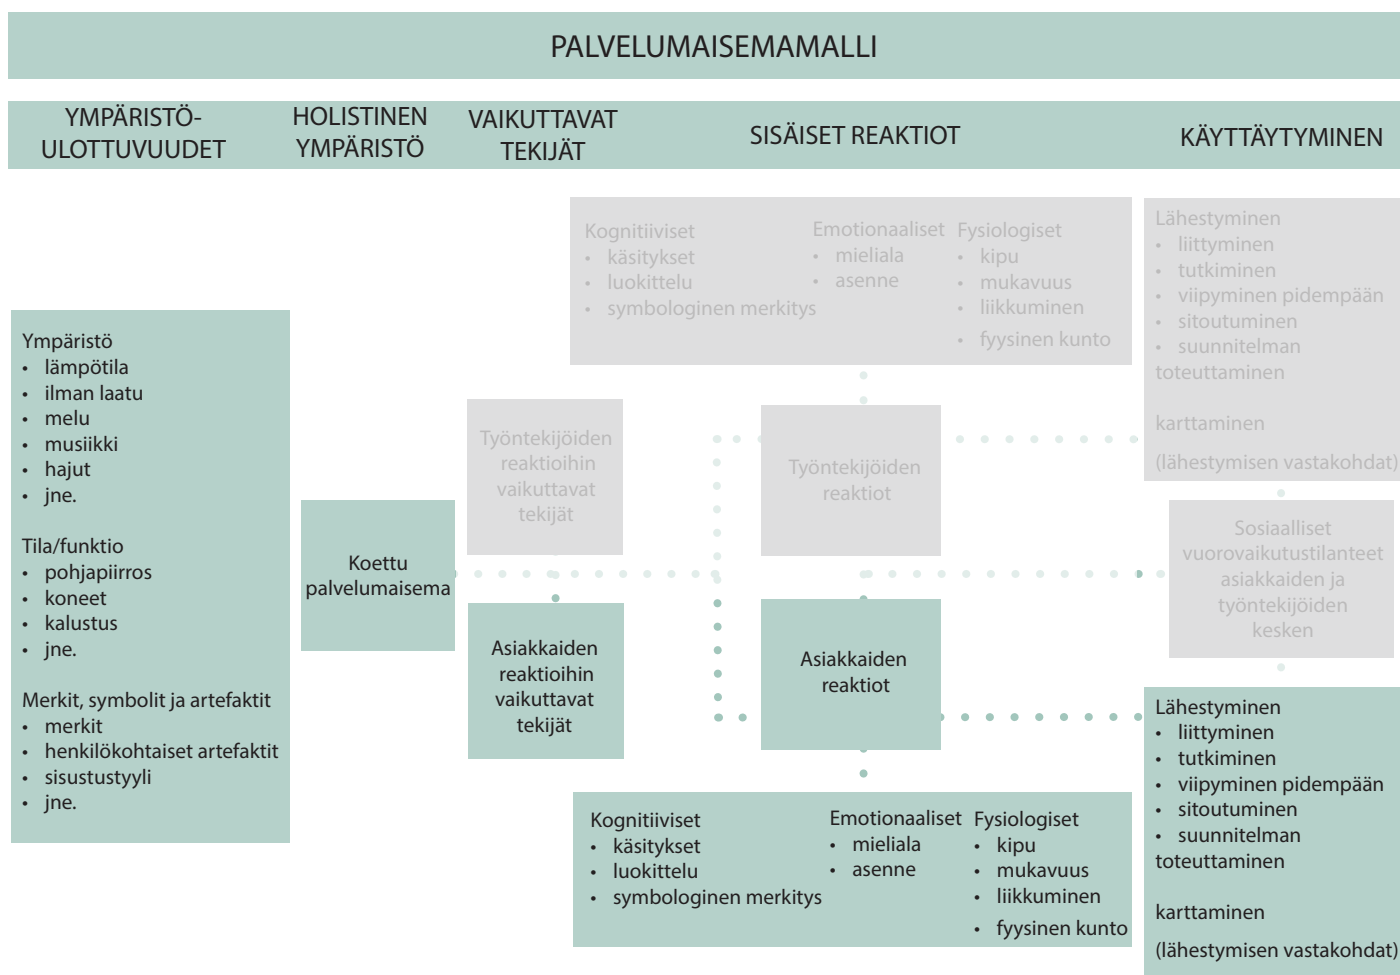 PALVELUMAISEMAMALLI
YMPÄRISTÖ-
ULOTTUVUUDET
HOLISTINEN
YMPÄRISTÖ
VAIKUTTAVAT
TEKIJÄT
SISÄISET REAKTIOT
KÄYTTÄYTYMINEN
Ympäristö
• lämpötila
• ilman laatu
• melu
• musiikki
• hajut
• jne.
Tila/funktio
• pohjapiirros
• koneet
• kalustus
• jne.
Merkit, symbolit ja artefaktit
• merkit
• henkilökohtaiset artefaktit
• sisustustyyli
• jne.
Koettu
palvelumaisema
Työntekijöiden
reaktioihin
vaikuttavat
tekijät
Asiakkaiden
reaktioihin
vaikuttavat
tekijät
Kognitiiviset
• käsitykset
• luokittelu
• symbologinen merkitys
Emotionaaliset
• mieliala
• asenne
Fysiologiset
• kipu
• mukavuus
• liikkuminen
• fyysinen kunto
Työntekijöiden
reaktiot
Asiakkaiden
reaktiot
Kognitiiviset
• käsitykset
• luokittelu
• symbologinen merkitys
Emotionaaliset
• mieliala
• asenne
Fysiologiset
• kipu
• mukavuus
• liikkuminen
• fyysinen kunto
Lähestyminen
• liittyminen
• tutkiminen
• viipyminen pidempään
• sitoutuminen
• suunnitelman
toteuttaminen
karttaminen
(lähestymisen vastakohdat)
Sosiaalliset
vuorovaikutustilanteet
asiakkaiden ja
työntekijöiden
kesken
Lähestyminen
• liittyminen
• tutkiminen
• viipyminen pidempään
• sitoutuminen
• suunnitelman
toteuttaminen
karttaminen
(lähestymisen vastakohdat)